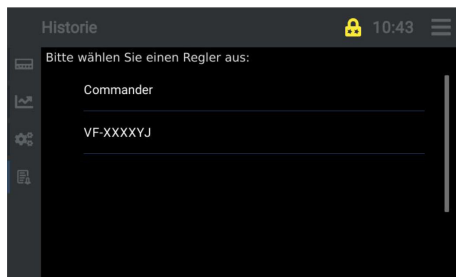 Historie
10:43
Bitte wählen Sie einen Regler aus:
Commander
VF-XXXXYJ